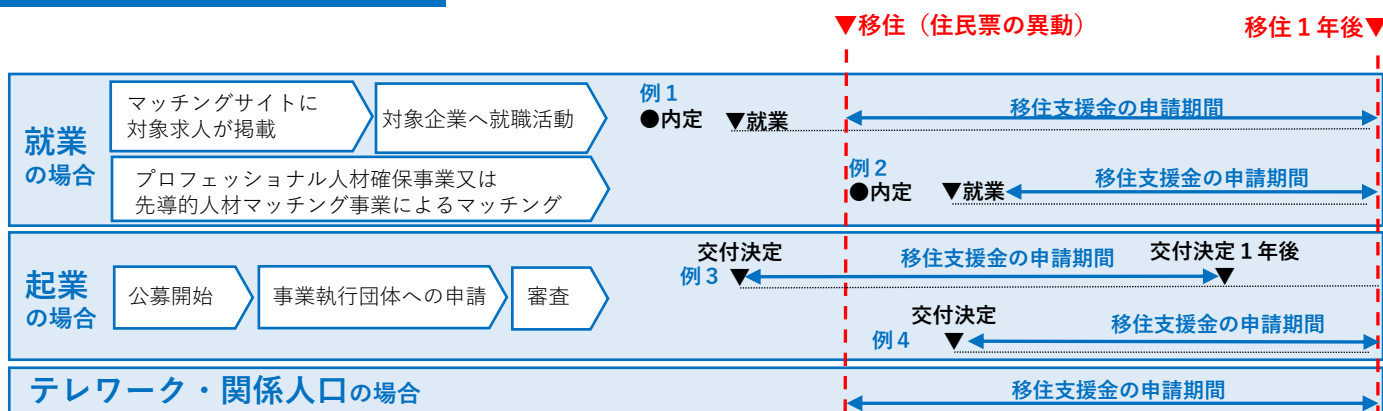 ▼移住（住民票の異動）
移住１年後▼
就業
の場合
マッチングサイトに
対象求人が掲載
対象企業へ就職活動
プロフェッショナル人材確保事業又は
先導的人材マッチング事業によるマッチング
例１
●内定 ▼就業
移住支援金の申請期間
例２
●内定 ▼就業
移住支援金の申請期間
起業
の場合
公募開始
事業執行団体への申請
審査
交付決定
例３ ▼
移住支援金の申請期間
交付決定１年後
▼
交付決定
例４ ▼
移住支援金の申請期間
テレワーク・関係人口の場合
移住支援金の申請期間